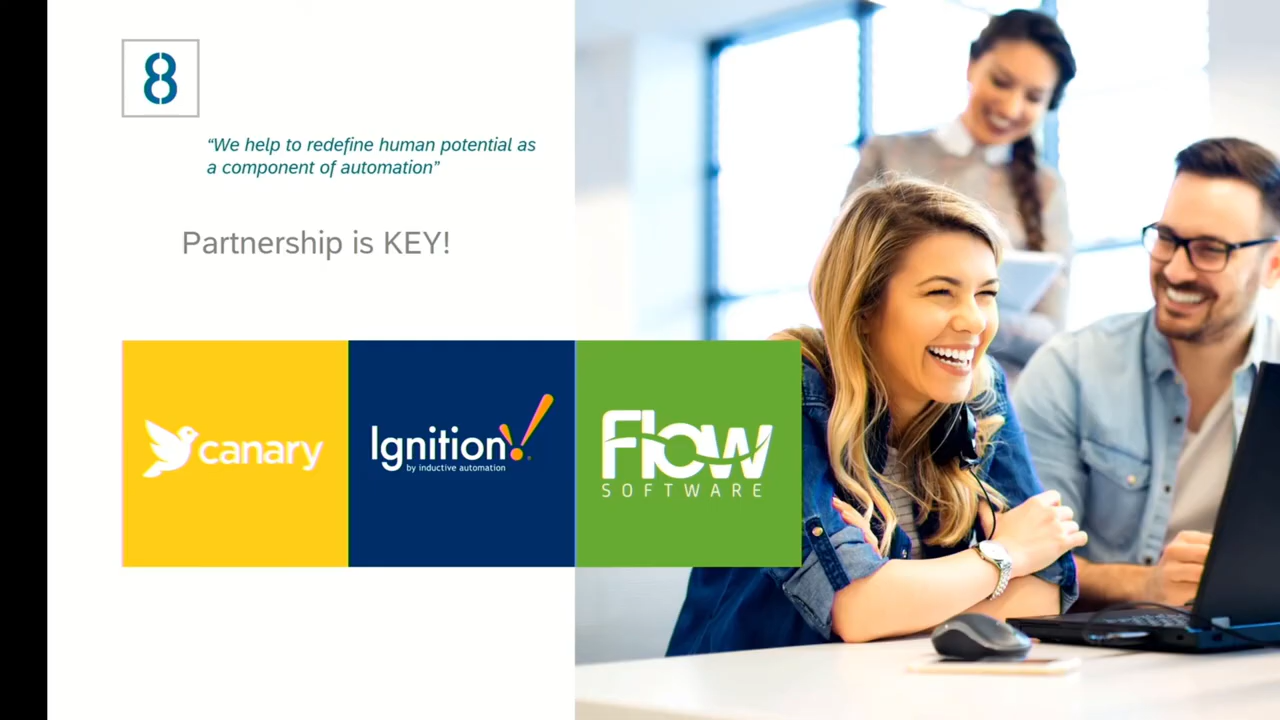 8
“We help to redefine human potential as
a component of automation”
Partnership is KEY!
canary
Ignition!
by inductive automation
Flow
SOFTWARE